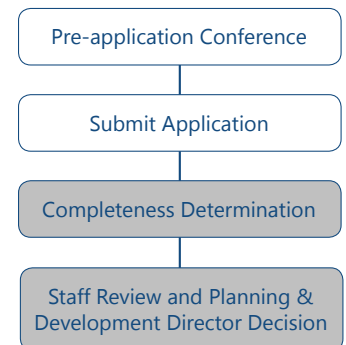 Pre-application Conference
Submit Application
Completeness Determination
Staff Review and Planning &
Development Director Decision